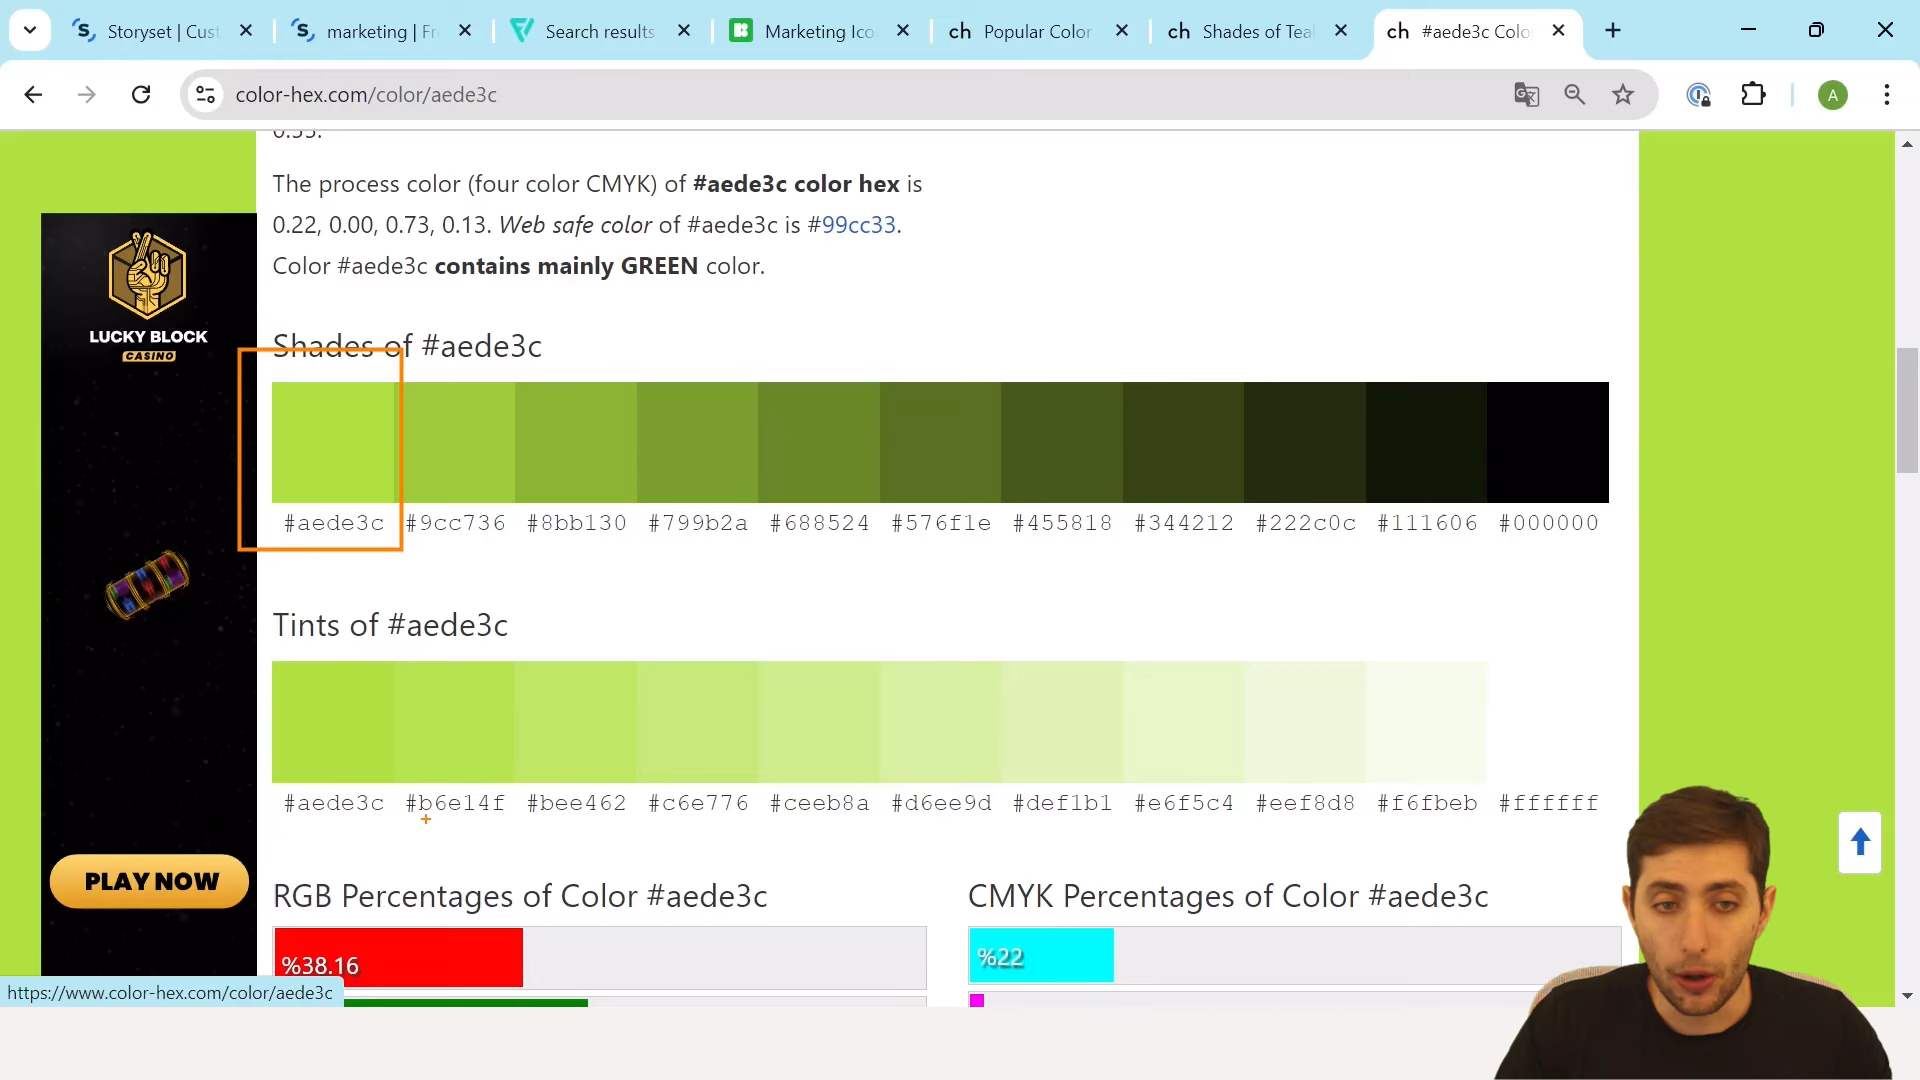 Storyset | Cust
marketing | Fr
Search results
Marketing Ico
ch Popular Color
ch Shades of Teal
ch #aede3c Colo
color-hex.com/color/aede3c
A
0.55.
The process color (four color CMYK) of #aede3c color hex is
0.22, 0.00, 0.73, 0.13. Web safe color of #aede3c is #99cc33.
Color #aede3c contains mainly GREEN color.
LUCKY BLOCK
CASINO
PLAY NOW
Shades of #aede3c
#aede3c #9cc736 #8bb130 #799b2a #688524 #576f1e #455818 #344212 #222c0c #111606 #000000
Tints of #aede3c
#aede3c #b6e14f #bee462 #c6e776 #ceeb8a #d6ee9d #def1b1 #e6f5c4 #eef8d8 #f6fbeb #ffffff
RGB Percentages of Color #aede3c
%38.16
CMYK Percentages of Color #aede3c
%22
https://www.color-hex.com/color/aede3c